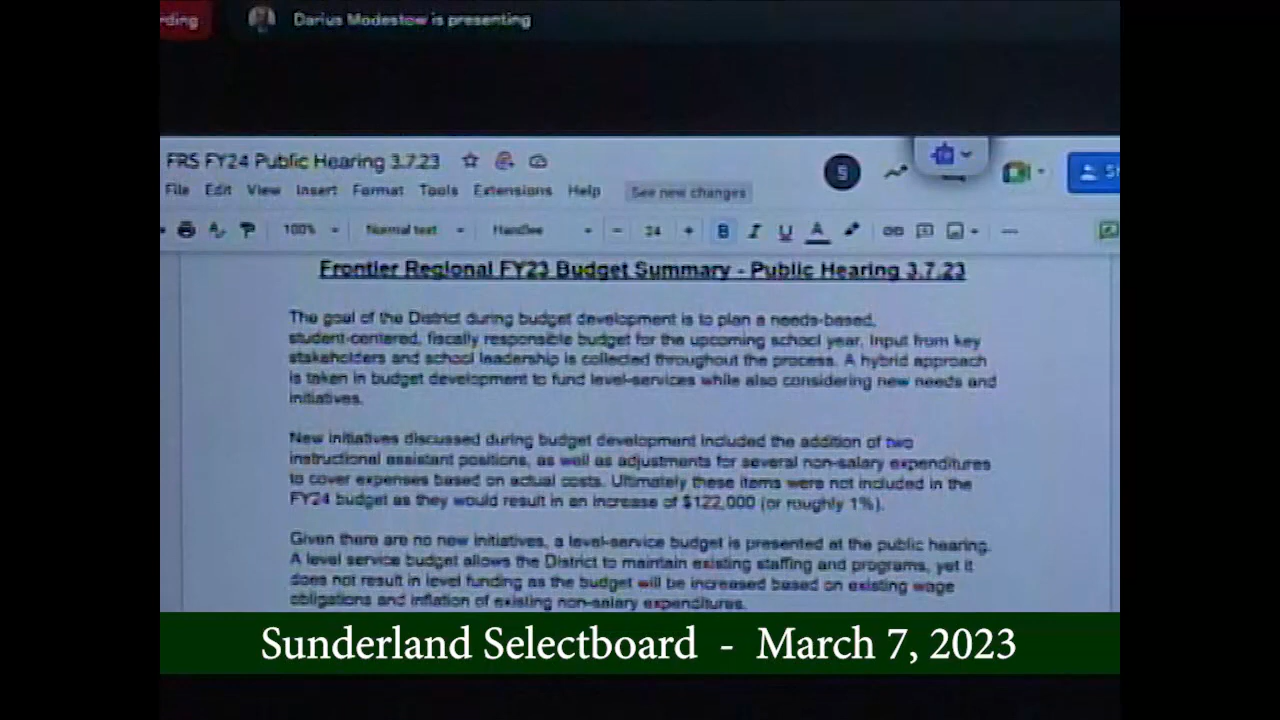 rding
Darius Modestow is presenting
FRS FY24 Public Hearing 3.7.23
File Edit View Insert Format Tools Extensions Help See new changes
S
Sh
100% Normal text Handlee 14 B I U A
Frontier Regional FY23 Budget Summary - Public Hearing 3.7.23
The goal of the District during budget development is to plan a needs-based,
student-centered, fiscally responsible budget for the upcoming school year. Input from key
stakeholders and school leadership is collected throughout the process. A hybrid approach
is taken in budget development to fund level-services while also considering new needs and
initiatives.
New initiatives discussed during budget development included the addition of two
instructional assistant positions, as well as adjustments for several non-salary expenditures
to cover expenses based on actual costs. Ultimately these items were not included in the
FY24 budget as they would result in an increase of $122,000 (or roughly 1%).
Given there are no new initiatives, a level-service budget is presented at the public hearing.
A level service budget allows the District to maintain existing staffing and programs, yet it
does not result in level funding as the budget will be increased based on existing wage
obligations and inflation of existing non-salary expenditures.
Sunderland Selectboard - March 7, 2023